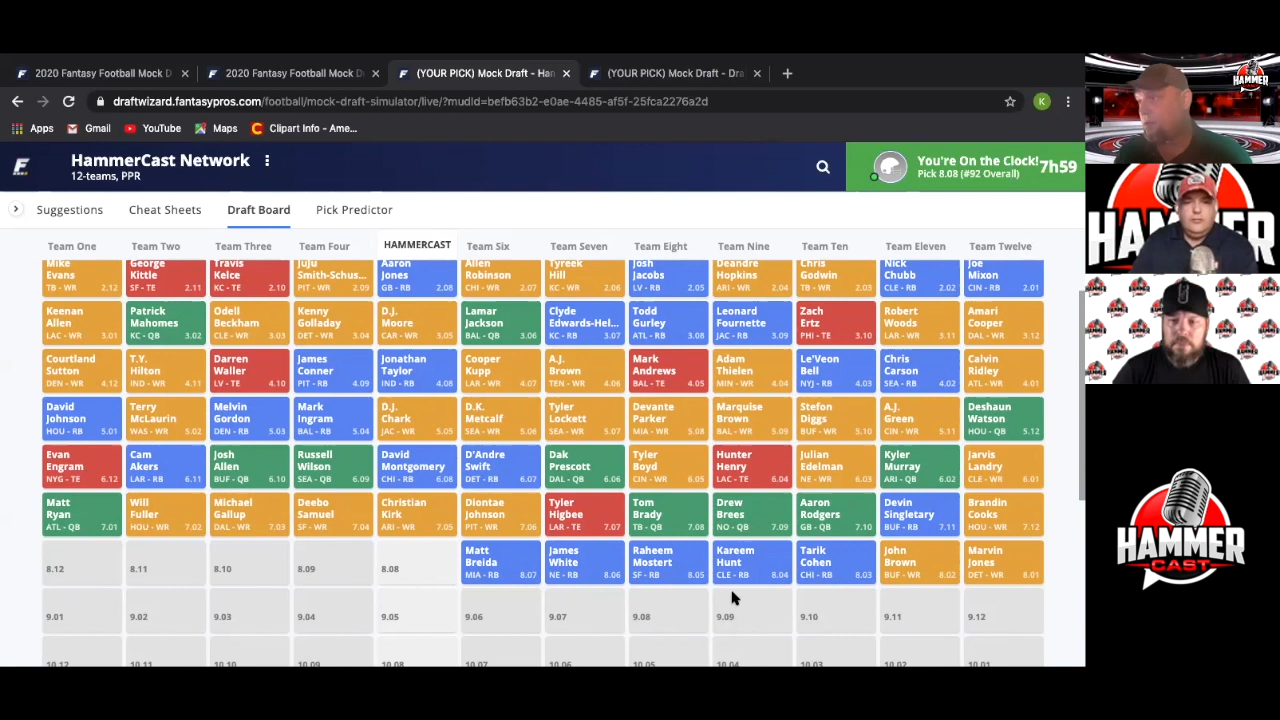 2020 Fantasy Football Mock D
2020 Fantasy Football Mock D
(YOUR PICK) Mock Draft - Han
(YOUR PICK) Mock Draft - Dra
draftwizard.fantasypros.com/football/mock-draft-simulator/live/?mudid=befb63b2-e0ae-4485-af5f-25fca2276a2d
K
Apps
Gmail
YouTube
Maps
Clipart Info - Ame...
HammerCast Network
12-teams, PPR
You're On the Clock!
Pick 8.08 (#92 Overall)
7h59
Suggestions
Cheat Sheets
Draft Board
Pick Predictor
Team One Team Two Team Three Team Four HAMMERCAST Team Six Team Seven Team Eight Team Nine Team Ten Team Eleven Team Twelve
Mike George Travis JuJu Aaron Allen Tyreek Josh Deandre Chris Nick Joe
Evans Kittle Kelce Smith-Schus... Jones Robinson Hill Jacobs Hopkins Godwin Chubb Mixon
TB - WR 2.12 SF - TE 2.11 KC - TE 2.10 PIT - WR 2.09 GB - RB 2.08 CHI - WR 2.07 KC - WR 2.06 LV - RB 2.05 ARI - WR 2.04 TB - WR 2.03 CLE - RB 2.02 CIN - RB 2.01
Keenan Patrick Odell Kenny D.J. Lamar Clyde Todd Leonard Zach Robert Amari
Allen Mahomes Beckham Golladay Moore Jackson Edwards-Hel... Gurley Fournette Ertz Woods Cooper
LAC - WR 3.01 KC - QB 3.02 CLE - WR 3.03 DET - WR 3.04 CAR - WR 3.05 BAL - QB 3.06 KC - RB 3.07 ATL - RB 3.08 JAC - RB 3.09 PHI - TE 3.10 LAR - WR 3.11 DAL - WR 3.12
Courtland T.Y. Darren James Jonathan Cooper A.J. Mark Adam Le'Veon Chris Calvin
Sutton Hilton Waller Conner Taylor Kupp Brown Andrews Thielen Bell Carson Ridley
DEN - WR 4.12 IND - WR 4.11 LV - TE 4.10 PIT - RB 4.09 IND - RB 4.08 LAR - WR 4.07 TEN - WR 4.06 BAL - TE 4.05 MIN - WR 4.04 NYJ - RB 4.03 SEA - RB 4.02 ATL - WR 4.01
David Terry Melvin Mark D.J. D.K. Tyler Devante Marquise Stefon A.J. Deshaun
Johnson McLaurin Gordon Ingram Chark Metcalf Lockett Parker Brown Diggs Green Watson
HOU - RB 5.01 WAS - WR 5.02 DEN - RB 5.03 BAL - RB 5.04 JAC - WR 5.05 SEA - WR 5.06 SEA - WR 5.07 MIA - WR 5.08 BAL - WR 5.09 BUF - WR 5.10 CIN - WR 5.11 HOU - QB 5.12
Evan Cam Josh Russell David D'Andre Dak Tyler Hunter Julian Kyler Jarvis
Engram Akers Allen Wilson Montgomery Swift Prescott Boyd Henry Edelman Murray Landry
NYG - TE 6.12 LAR - RB 6.11 BUF - QB 6.10 SEA - QB 6.09 CHI - RB 6.08 DET - RB 6.07 DAL - QB 6.06 CIN - WR 6.05 LAC - TE 6.04 NE - WR 6.03 ARI - QB 6.02 CLE - WR 6.01
Matt Will Michael Deebo Christian Diontae Tyler Tom Drew Aaron Devin Brandin
Ryan Fuller Gallup Samuel Kirk Johnson Higbee Brady Brees Rodgers Singletary Cooks
ATL - QB 7.01 HOU - WR 7.02 DAL - WR 7.03 SF - WR 7.04 ARI - WR 7.05 PIT - WR 7.06 LAR - TE 7.07 TB - QB 7.08 NO - QB 7.09 GB - QB 7.10 BUF - RB 7.11 HOU - WR 7.12
Matt James Raheem Kareem Tarik John Marvin
Breida White Mostert Hunt Cohen Brown Jones
8.12 8.11 8.10 8.09 8.08 MIA - RB 8.07 NE - RB 8.06 SF - RB 8.05 CLE - RB 8.04 CHI - RB 8.03 BUF - WR 8.02 DET - WR 8.01
9.01 9.02 9.03 9.04 9.05 9.06 9.07 9.08 9.09 9.10 9.11 9.12
10.12 10.11 10.10 10.09 10.08 10.07 10.06 10.05 10.04 10.03 10.02 10.01
HAMMER
CAST